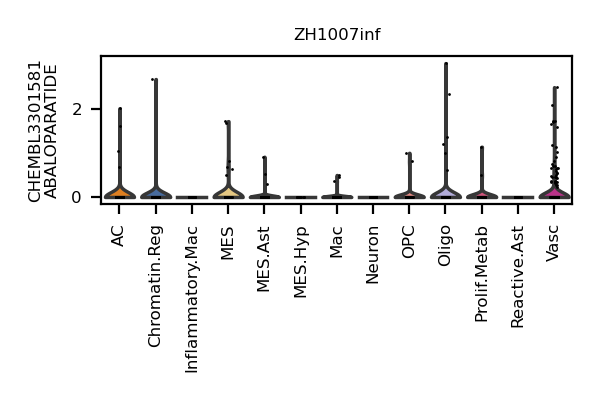 ZH1007inf
CHEMBL3301581
ABALOPARATIDE
2
0
AC
Chromatin.Reg
Inflammatory.Mac
MES
MES.Ast
MES.Hyp
Mac
Neuron
OPC
Oligo
Prolif.Metab
Reactive.Ast
Vasc